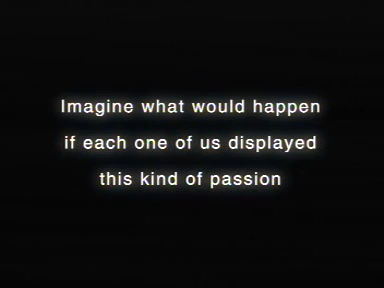 Imagine what would happen
if each one of us displayed
this kind of passion